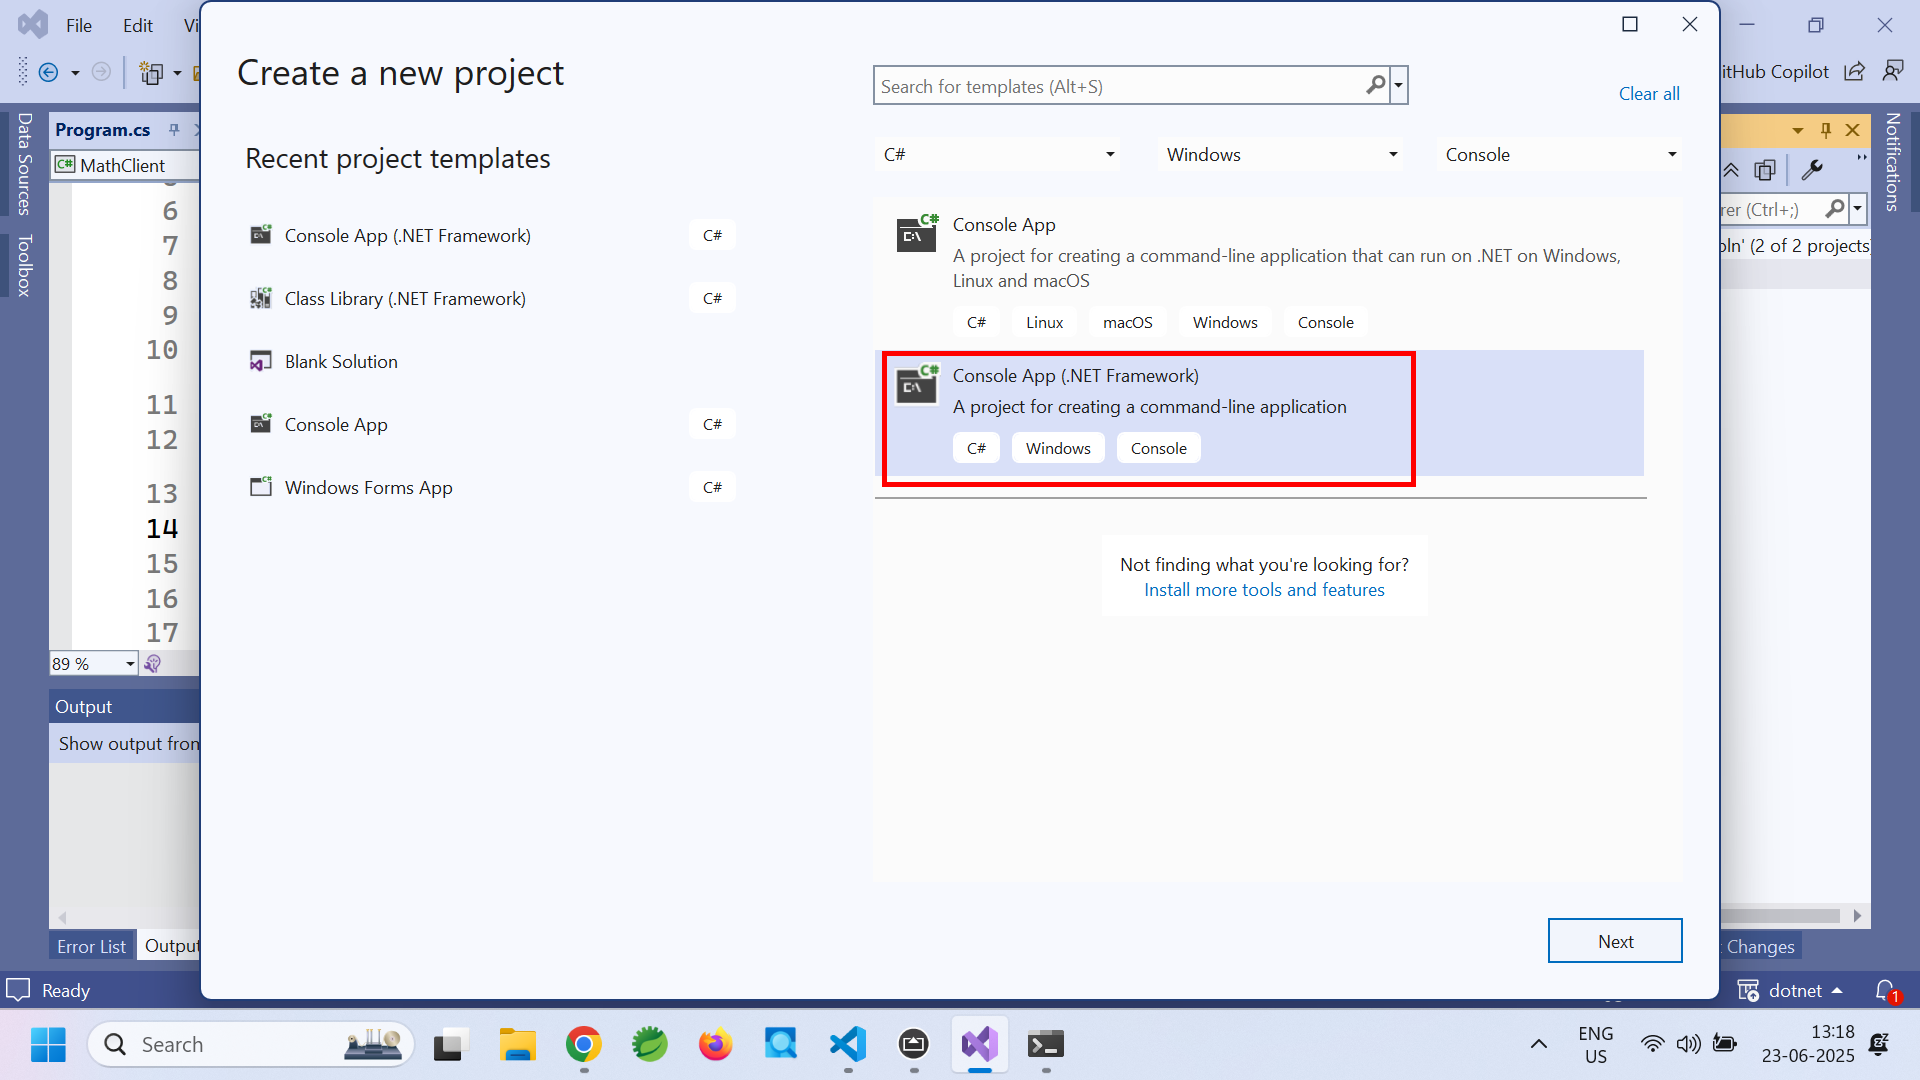 File Edit Vi
Create a new project
Search for templates (Alt+S)
Clear all
itHub Copilot
Data Sources
Toolbox
Program.cs
C# MathClient
Recent project templates
C# Windows Console
Notifications
rer (Ctrl+;)
oln' (2 of 2 projects
Console App (.NET Framework) C#
Class Library (.NET Framework) C#
Blank Solution
Console App C#
Windows Forms App C#
C#
C:\
Console App
A project for creating a command-line application that can run on .NET on Windows,
Linux and macOS
C# Linux macOS Windows Console
C#
C:\
Console App (.NET Framework)
A project for creating a command-line application
C# Windows Console
Not finding what you're looking for?
Install more tools and features
6
7
8
9
10
11
12
13
14
15
16
17
89 %
Output
Show output from
Error List Output
Next
Changes
Ready
dotnet
1
Search
ENG
US
13:18
23-06-2025